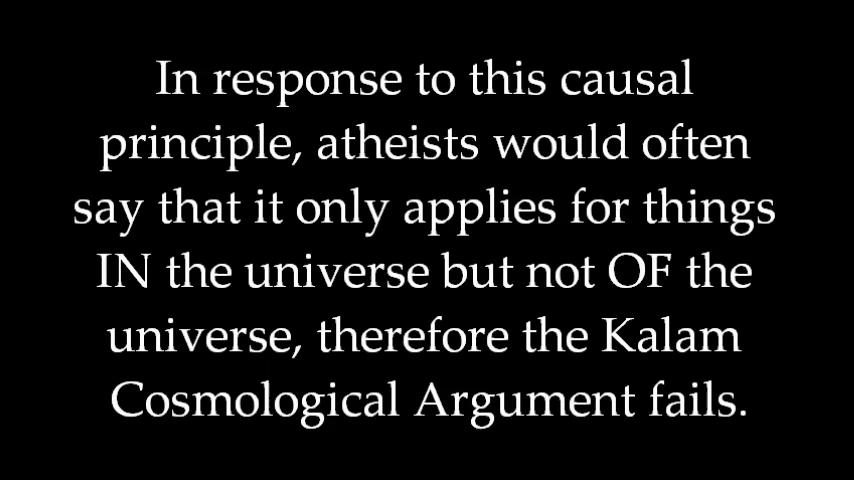 In response to this causal
principle, atheists would often
say that it only applies for things
IN the universe but not OF the
universe, therefore the Kalam
Cosmological Argument fails.